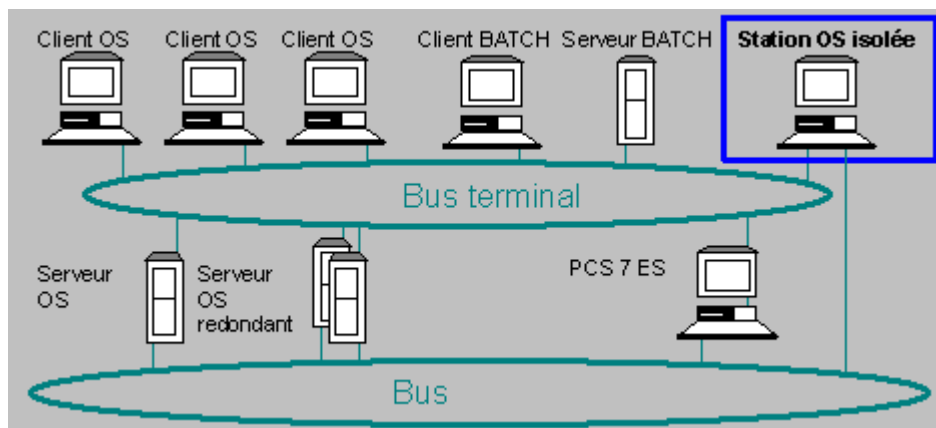 Client OS
Client OS
Client OS
Client BATCH
Serveur BATCH
Station OS isolée
Bus terminal
Serveur
OS
Serveur
OS
redondant
PCS 7 ES
Bus